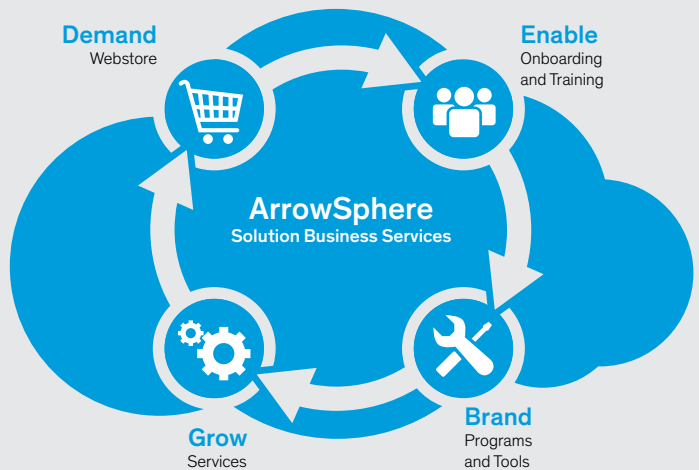 Demand
Webstore
Enable
Onboarding
and Training
ArrowSphere
Solution Business Services
Brand
Programs
and Tools
Grow
Services